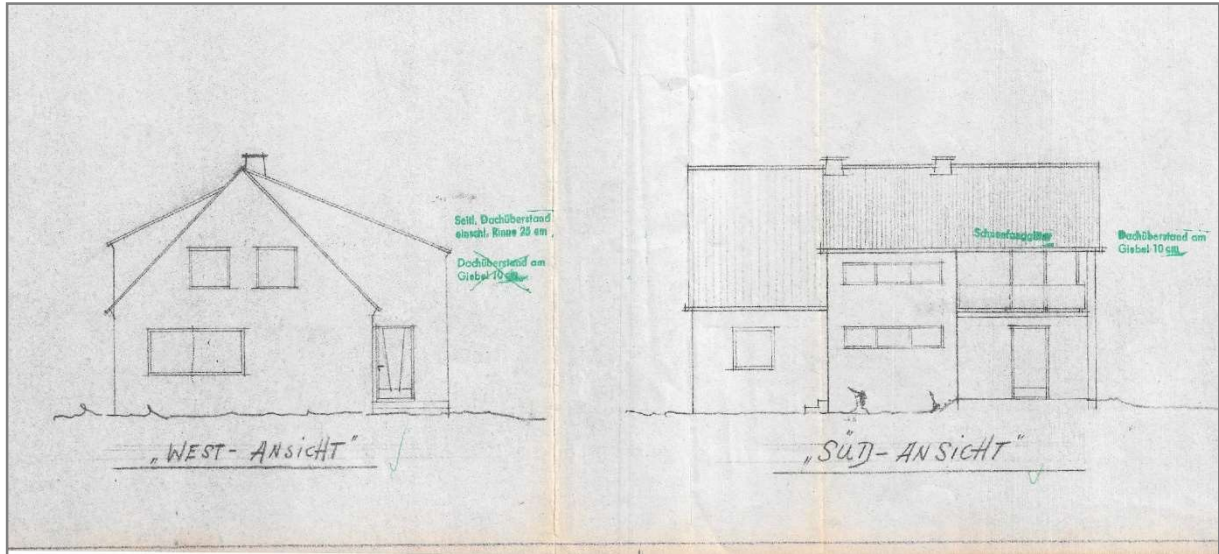 Seitl. Dachüberstand
einschl. Rinne 25 cm
Dachüberstand am
Giebel 10 cm
„WEST-ANSICHT"
Schneefanggitter
Dachüberstand am
Giebel 10 cm
„SÜD-ANSICHT"